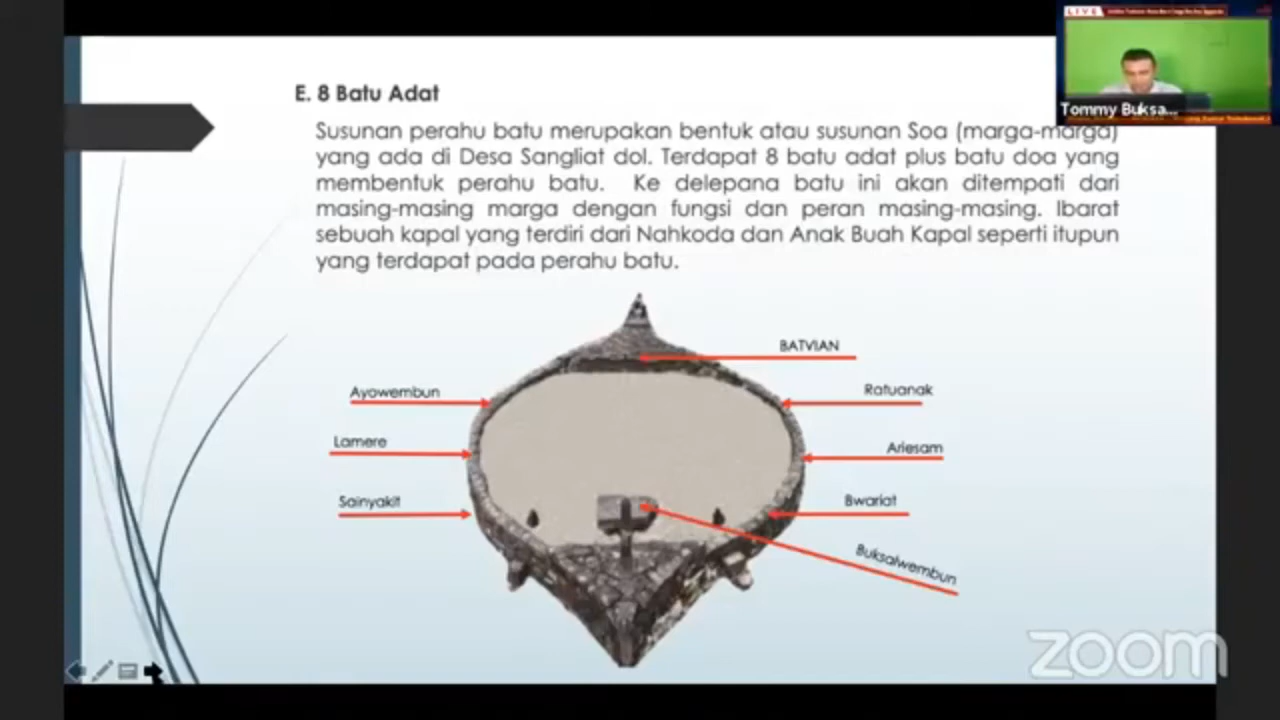 LIVE
Tommy Buksa...
E. 8 Batu Adat
Susunan perahu batu merupakan bentuk atau susunan Soa (marga-marga)
yang ada di Desa Sangliat dol. Terdapat 8 batu adat plus batu doa yang
membentuk perahu batu. Ke delepana batu ini akan ditempati dari
masing-masing marga dengan fungsi dan peran masing-masing. Ibarat
sebuah kapal yang terdiri dari Nahkoda dan Anak Buah Kapal seperti itupun
yang terdapat pada perahu batu.
BATVIAN
Ayowembun
Ratuanak
Lamere
Ariesam
Sainyakit
Bwariat
Buksalwembun
zoom